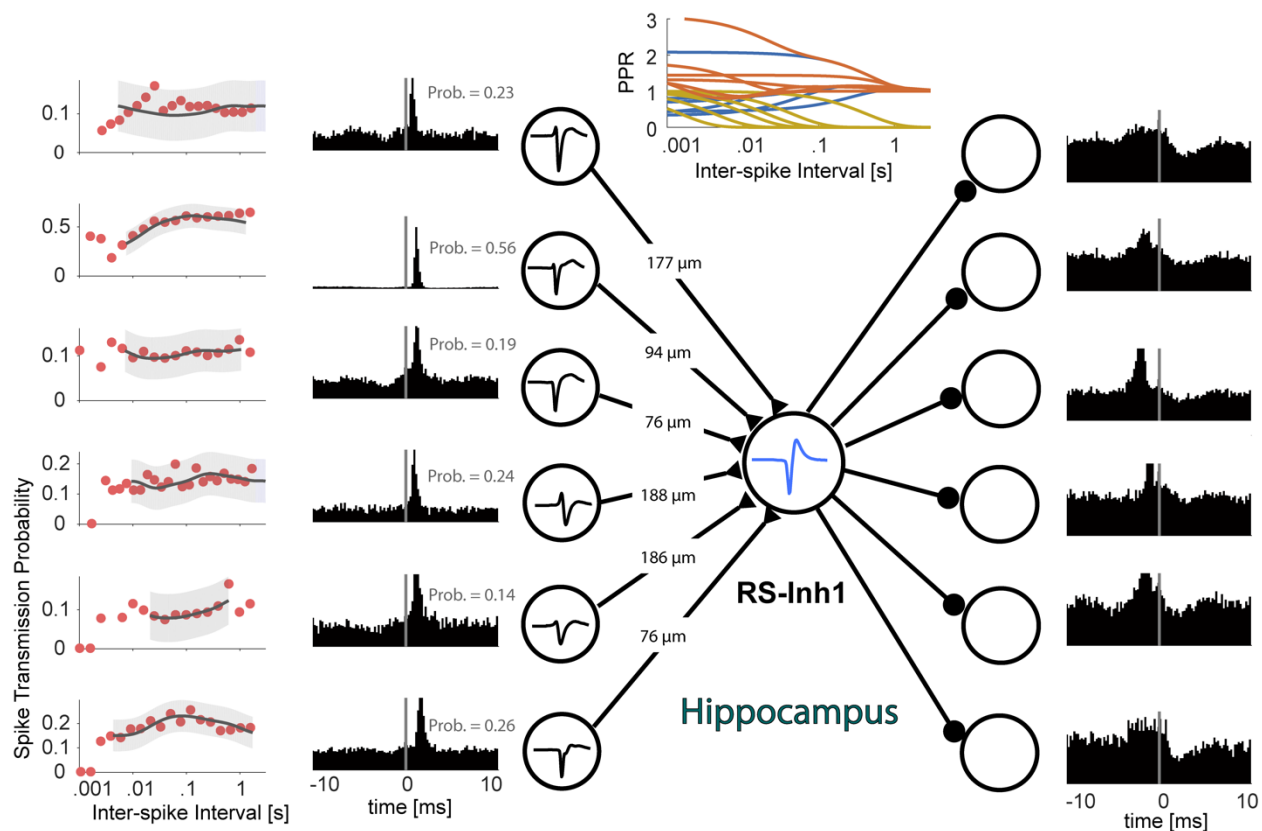 3
2
1
0
PPR
.001 .01 .1 1
Inter-spike Interval [s]
0.1
0
Prob. = 0.23
0.5
0
Prob. = 0.56
177 µm
0.1
0
Prob. = 0.19
94 µm
76 µm
0.2
0.1
0
Prob. = 0.24
188 µm
186 µm
0.1
0
Prob. = 0.14
76 µm
RS-Inh1
Hippocampus
0.2
0.1
0
Prob. = 0.26
Spike Transmission Probability
.001 .01 .1 1
Inter-spike Interval [s]
-10 0 10
time [ms]
-10 0 10
time [ms]